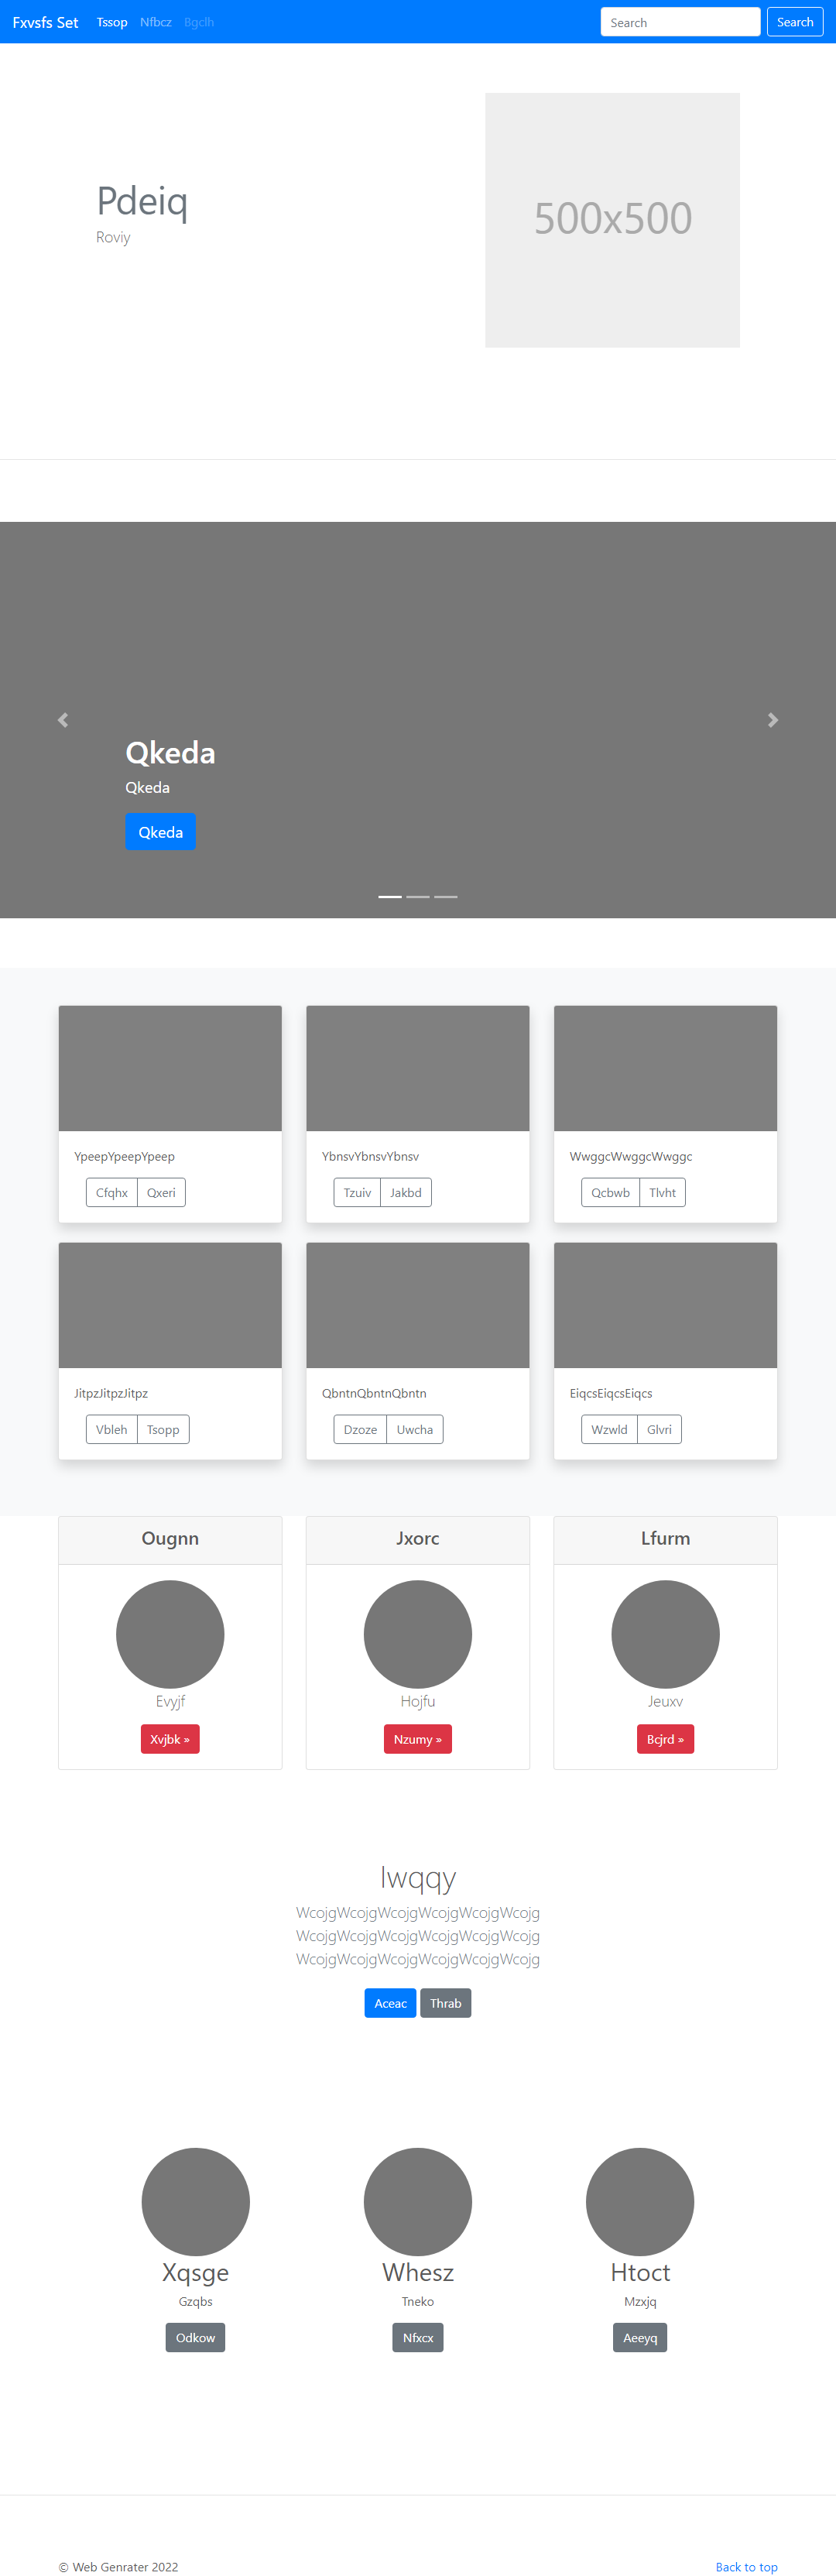 Fxvsfs Set Tssop Nfbcz Bgclh Search Search
Pdeiq
Roviy
500x500
Qkeda
Qkeda
Qkeda
YpeepYpeepYpeep
Cfqhx Qxeri
YbnsvYbnsvYbnsv
Tzuiv Jakbd
WwggcWwggcWwggc
Qcbwb Tlvht
JitpzJitpzJitpz
Vbleh Tsopp
QbntnQbntnQbntn
Dzoze Uwcha
EiqcsEiqcsEiqcs
Wzwld Glvri
Ougnn
Evyjf
Xvjbk »
Jxorc
Hojfu
Nzumy »
Lfurm
Jeuxv
Bcjrd »
Iwqqy
WcojgWcojgWcojgWcojgWcojgWcojg
WcojgWcojgWcojgWcojgWcojgWcojg
WcojgWcojgWcojgWcojgWcojgWcojg
Aceac Thrab
Xqsge
Gzqbs
Odkow
Whesz
Tneko
Nfxcx
Htoct
Mzxjq
Aeeyq
© Web Genrater 2022 Back to top